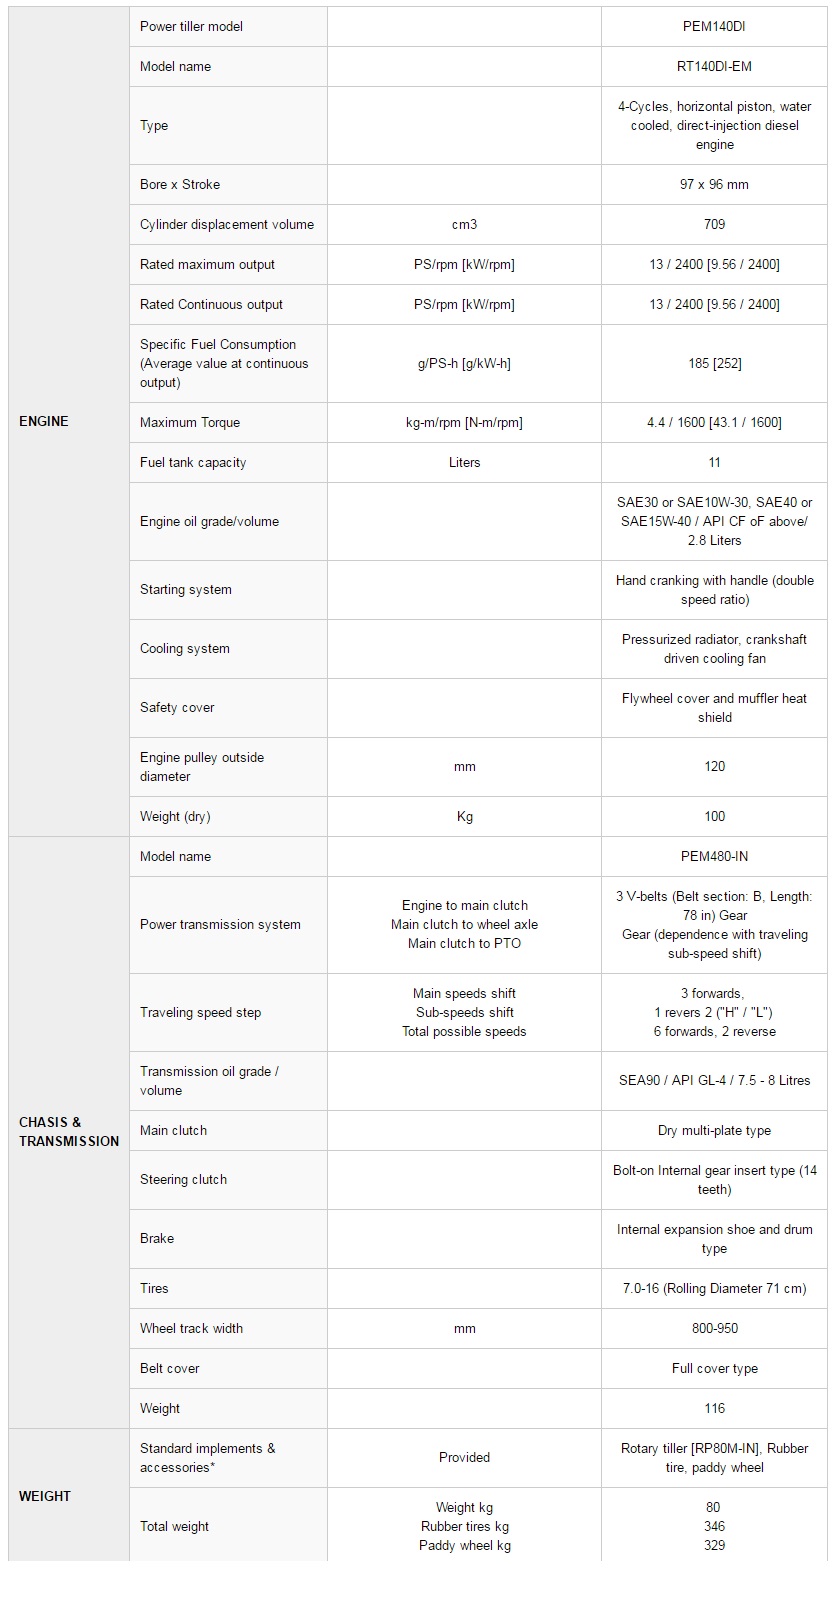 Power tiller model PEM140DI
Model name RT140DI-EM
Type
4-Cycles, horizontal piston, water
cooled, direct-injection diesel
engine
Bore x Stroke 97 x 96 mm
Cylinder displacement volume cm3 709
Rated maximum output PS/rpm [kW/rpm] 13 / 2400 [9.56 / 2400]
Rated Continuous output PS/rpm [kW/rpm] 13 / 2400 [9.56 / 2400]
Specific Fuel Consumption
(Average value at continuous
output)
g/PS-h [g/kW-h] 185 [252]
ENGINE
Maximum Torque kg-m/rpm [N-m/rpm] 4.4 / 1600 [43.1 / 1600]
Fuel tank capacity Liters 11
Engine oil grade/volume
SAE30 or SAE10W-30, SAE40 or
SAE15W-40 / API CF oF above/
2.8 Liters
Starting system
Hand cranking with handle (double
speed ratio)
Cooling system
Pressurized radiator, crankshaft
driven cooling fan
Safety cover
Flywheel cover and muffler heat
shield
Engine pulley outside
diameter
mm 120
Weight (dry) Kg 100
Model name PEM480-IN
Power transmission system
Engine to main clutch
Main clutch to wheel axle
Main clutch to PTO
3 V-belts (Belt section: B, Length:
78 in) Gear
Gear (dependence with traveling
sub-speed shift)
Traveling speed step
Main speeds shift
Sub-speeds shift
Total possible speeds
3 forwards,
1 revers 2 ("H" / "L")
6 forwards, 2 reverse
Transmission oil grade /
volume
SEA90 / API GL-4 / 7.5 - 8 Litres
CHASIS &
TRANSMISSION
Main clutch Dry multi-plate type
Steering clutch
Bolt-on Internal gear insert type (14
teeth)
Brake
Internal expansion shoe and drum
type
Tires 7.0-16 (Rolling Diameter 71 cm)
Wheel track width mm 800-950
Belt cover Full cover type
Weight 116
WEIGHT
Standard implements &
accessories*
Provided
Rotary tiller [RP80M-IN], Rubber
tire, paddy wheel
Total weight
Weight kg
Rubber tires kg
Paddy wheel kg
80
346
329